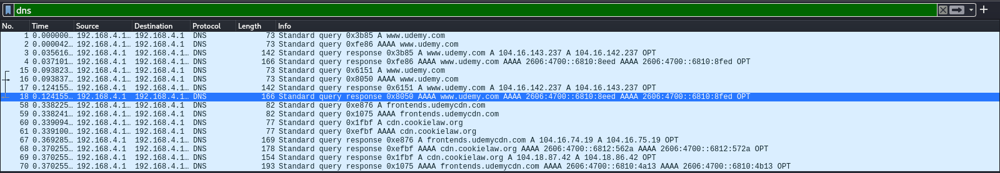 dns
No. Time Source Destination Protocol Length Info
1 0.000000… 192.168.4.1… 192.168.4.1 DNS 73 Standard query 0x3b85 A www.udemy.com
2 0.000042… 192.168.4.1… 192.168.4.1 DNS 73 Standard query 0xfe86 AAAA www.udemy.com
3 0.035616… 192.168.4.1 192.168.4.1… DNS 142 Standard query response 0x3b85 A www.udemy.com A 104.16.143.237 A 104.16.142.237 OPT
4 0.037101… 192.168.4.1 192.168.4.1… DNS 166 Standard query response 0xfe86 AAAA www.udemy.com AAAA 2606:4700::6810:8eed AAAA 2606:4700::6810:8fed OPT
15 0.093823… 192.168.4.1… 192.168.4.1 DNS 73 Standard query 0x6151 A www.udemy.com
16 0.093837… 192.168.4.1… 192.168.4.1 DNS 73 Standard query 0x8050 AAAA www.udemy.com
17 0.124155… 192.168.4.1 192.168.4.1… DNS 142 Standard query response 0x6151 A www.udemy.com A 104.16.142.237 A 104.16.143.237 OPT
18 0.124155… 192.168.4.1 192.168.4.1… DNS 166 Standard query response 0x8050 AAAA www.udemy.com AAAA 2606:4700::6810:8eed AAAA 2606:4700::6810:8fed OPT
58 0.338225… 192.168.4.1… 192.168.4.1 DNS 82 Standard query 0xe876 A frontends.udemycdn.com
59 0.338241… 192.168.4.1… 192.168.4.1 DNS 82 Standard query 0x1075 AAAA frontends.udemycdn.com
60 0.339094… 192.168.4.1… 192.168.4.1 DNS 77 Standard query 0x1fbf A cdn.cookielaw.org
61 0.339100… 192.168.4.1… 192.168.4.1 DNS 77 Standard query 0xefbf AAAA cdn.cookielaw.org
67 0.369285… 192.168.4.1 192.168.4.1… DNS 169 Standard query response 0xe876 A frontends.udemycdn.com A 104.16.74.19 A 104.16.75.19 OPT
68 0.370255… 192.168.4.1 192.168.4.1… DNS 178 Standard query response 0xefbf AAAA cdn.cookielaw.org AAAA 2606:4700::6812:562a AAAA 2606:4700::6812:572a OPT
69 0.370255… 192.168.4.1 192.168.4.1… DNS 154 Standard query response 0x1fbf A cdn.cookielaw.org A 104.18.87.42 A 104.18.86.42 OPT
70 0.370255… 192.168.4.1 192.168.4.1… DNS 193 Standard query response 0x1075 AAAA frontends.udemycdn.com AAAA 2606:4700::6810:4a13 AAAA 2606:4700::6810:4b13 OPT